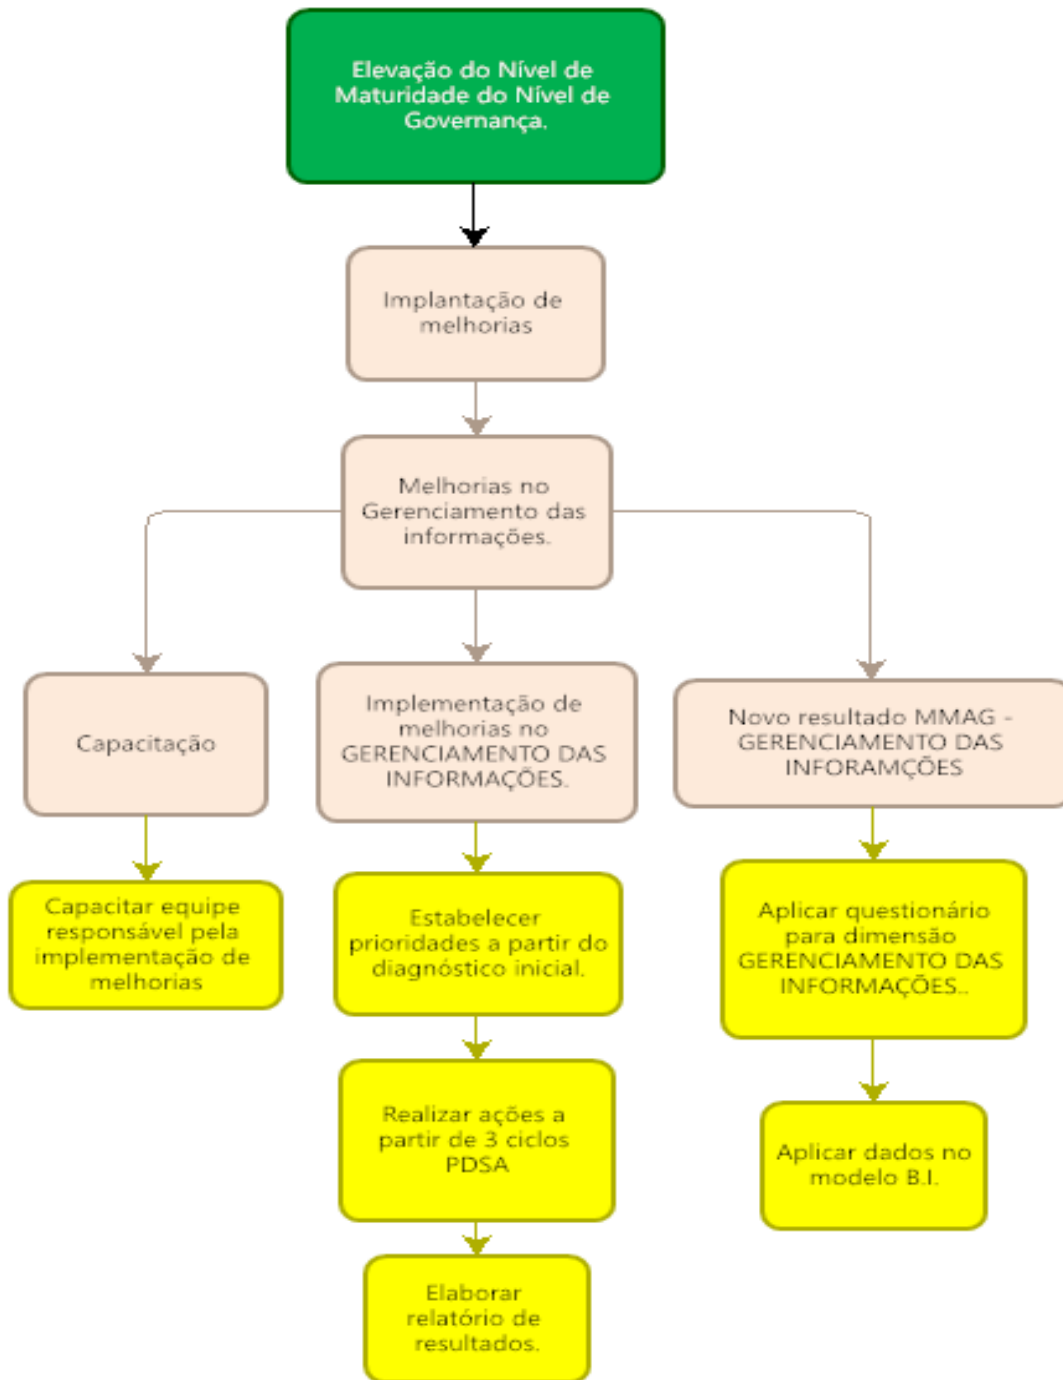 Elevação do Nível de
Maturidade do Nível de
Governança.
Implantação de
melhorias
Melhorias no
Gerenciamento das
informações.
Capacitação
Implementação de
melhorias no
GERENCIAMENTO DAS
INFORMAÇÕES.
Novo resultado MMAG -
GERENCIAMENTO DAS
INFORAMÇÕES
Capacitar equipe
responsável pela
implementação de
melhorias
Estabelecer
prioridades a partir do
diagnóstico inicial.
Aplicar questionário
para dimensão
GERENCIAMENTO DAS
INFORMAÇÕES..
Realizar ações a
partir de 3 ciclos
PDSA
Aplicar dados no
modelo B.I.
Elaborar
relatório de
resultados.